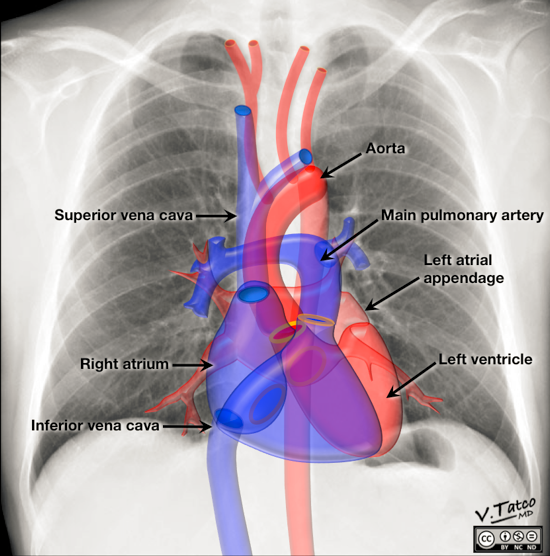 Aorta
Superior vena cava
Main pulmonary artery
Left atrial
appendage
Right atrium
Left ventricle
Inferior vena cava
V. Tatco
MD
CC
BY NC ND